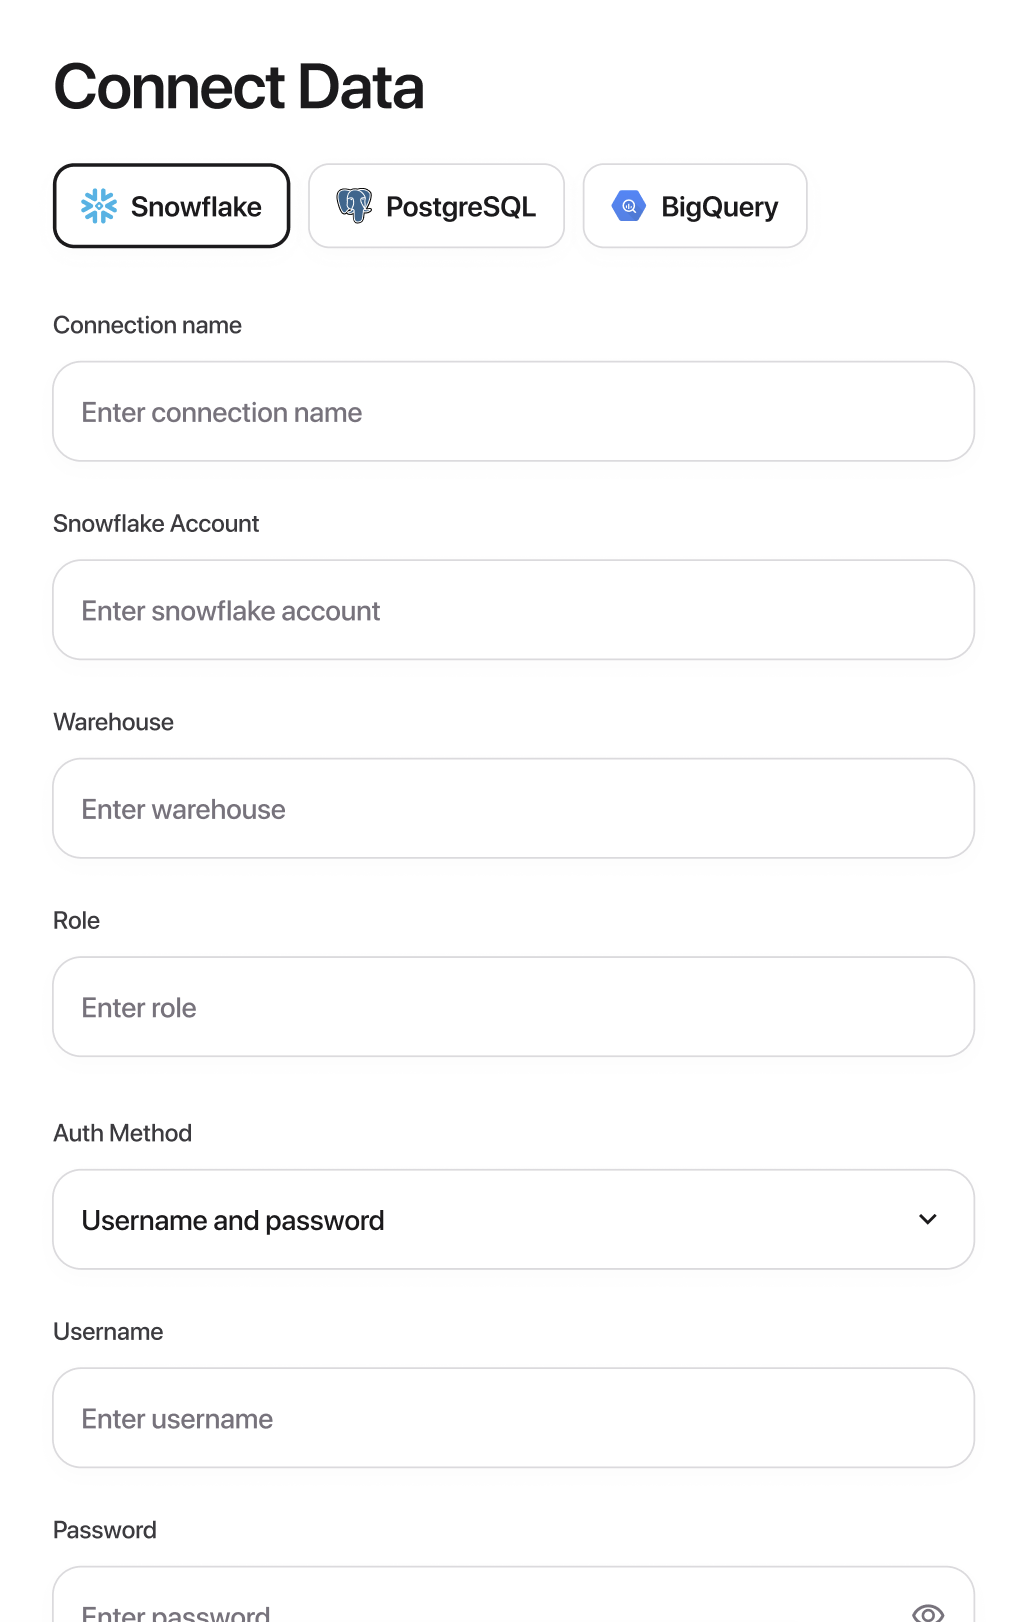 Connect Data
Snowflake PostgreSQL BigQuery
Connection name
Enter connection name
Snowflake Account
Enter snowflake account
Warehouse
Enter warehouse
Role
Enter role
Auth Method
Username and password
Username
Enter username
Password
Enter password